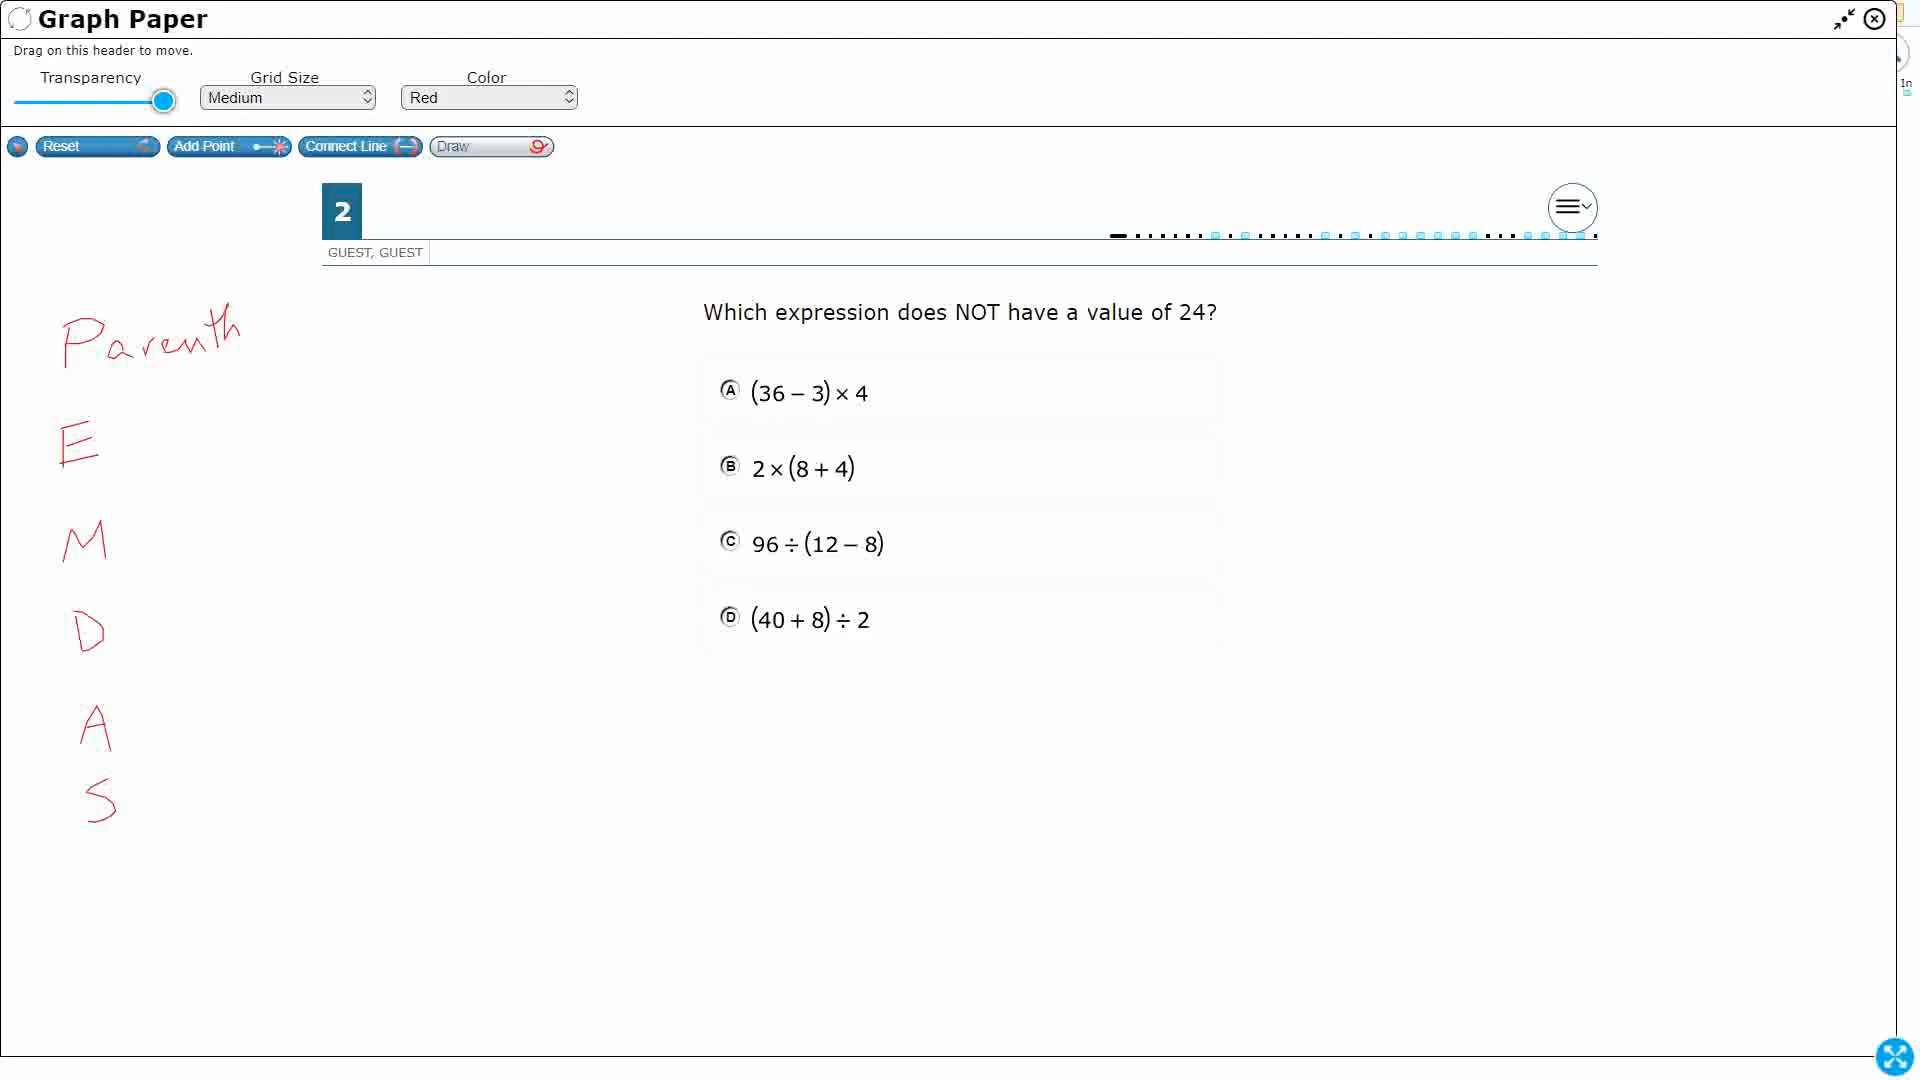 Graph Paper
Drag on this header to move.
Transparency
Grid Size
Color
Medium
Red
Reset
Add Point
Connect Line
Draw
In
2
GUEST, GUEST
Which expression does NOT have a value of 24?
A (36 − 3) × 4
B 2 × (8 + 4)
C 96 ÷ (12 − 8)
D (40 + 8) ÷ 2
Parenth
E
M
D
A
S